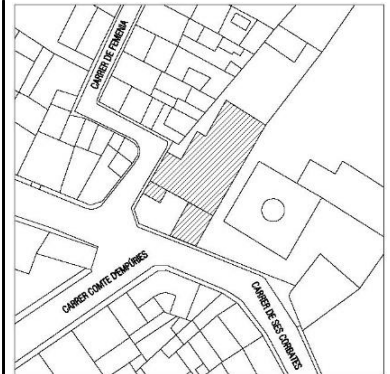 CARRER DE FEMENIA
CARRER COMTE D'EMPÚRIES
CARRER DE SES CORBATES